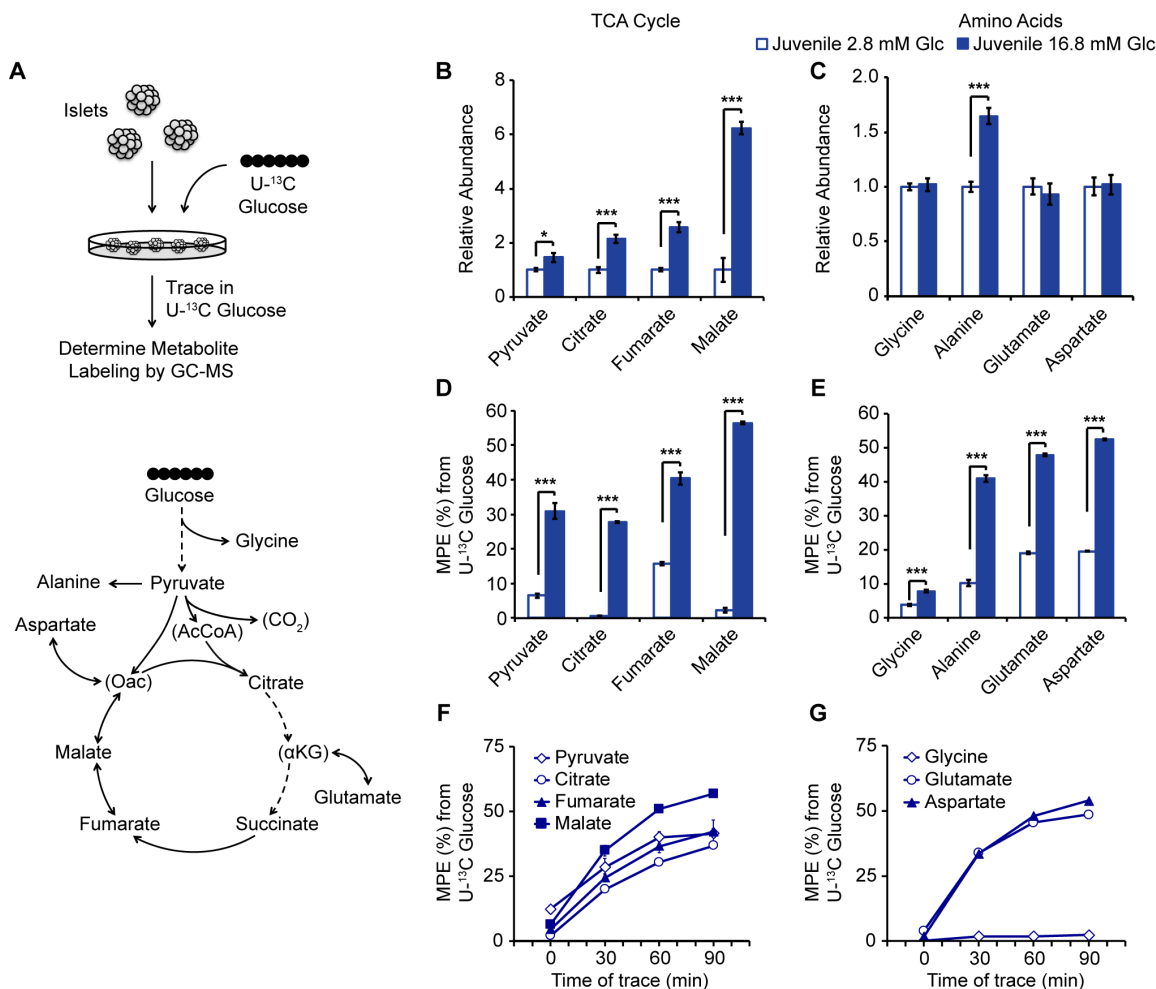 TCA Cycle
Amino Acids
Juvenile 2.8 mM Glc
Juvenile 16.8 mM Glc
A
Islets
U-¹³C
Glucose
Trace in
U-¹³C Glucose
Determine Metabolite
Labeling by GC-MS
Glucose
Glycine
Alanine
Pyruvate
Aspartate
(AcCoA)
(CO₂)
(Oac)
Citrate
Malate
(αKG)
Glutamate
Fumarate
Succinate
B
Relative Abundance
8
6
4
2
0
*
***
***
***
Pyruvate
Citrate
Fumarate
Malate
C
Relative Abundance
2.0
1.5
1.0
0.5
0
***
Glycine
Alanine
Glutamate
Aspartate
D
MPE (%) from
U-¹³C Glucose
60
50
40
30
20
10
0
***
***
***
***
Pyruvate
Citrate
Fumarate
Malate
E
MPE (%) from
U-¹³C Glucose
60
50
40
30
20
10
0
***
***
***
***
Glycine
Alanine
Glutamate
Aspartate
F
MPE (%) from
U-¹³C Glucose
75
50
25
0
Pyruvate
Citrate
Fumarate
Malate
0 30 60 90
Time of trace (min)
G
MPE (%) from
U-¹³C Glucose
75
50
25
0
Glycine
Glutamate
Aspartate
0 30 60 90
Time of trace (min)